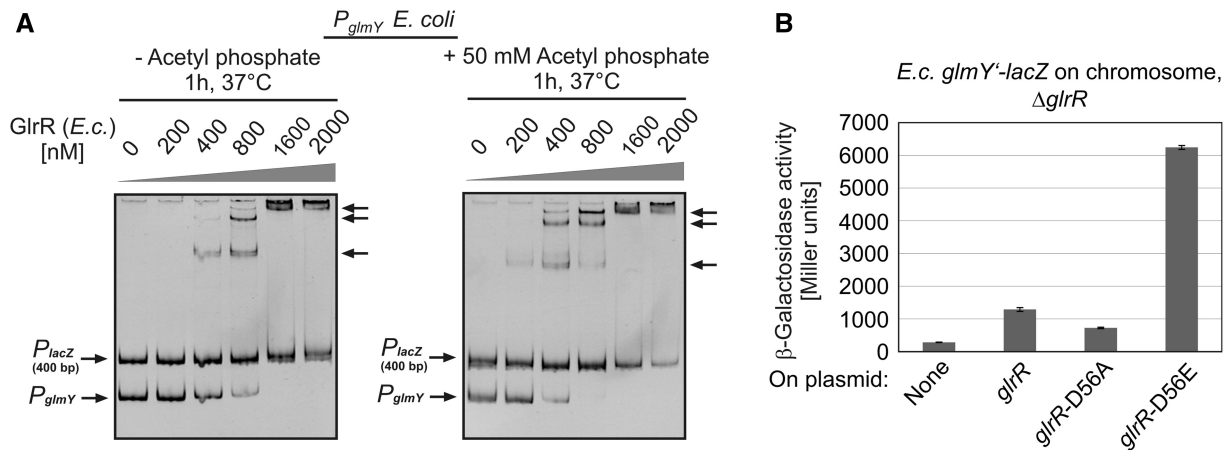 A
PglmY E. coli
- Acetyl phosphate
1h, 37°C
+ 50 mM Acetyl phosphate
1h, 37°C
GlrR (E.c.)
[nM]
0 200 400 800 1600 2000
0 200 400 800 1600 2000
PlacZ
(400 bp)
PglmY
PlacZ
(400 bp)
PglmY
B
E.c. glmY‘-lacZ on chromosome,
ΔglrR
β-Galactosidase activity
[Miller units]
7000
6000
5000
4000
3000
2000
1000
0
On plasmid:
None
glrR
glrR-D56A
glrR-D56E